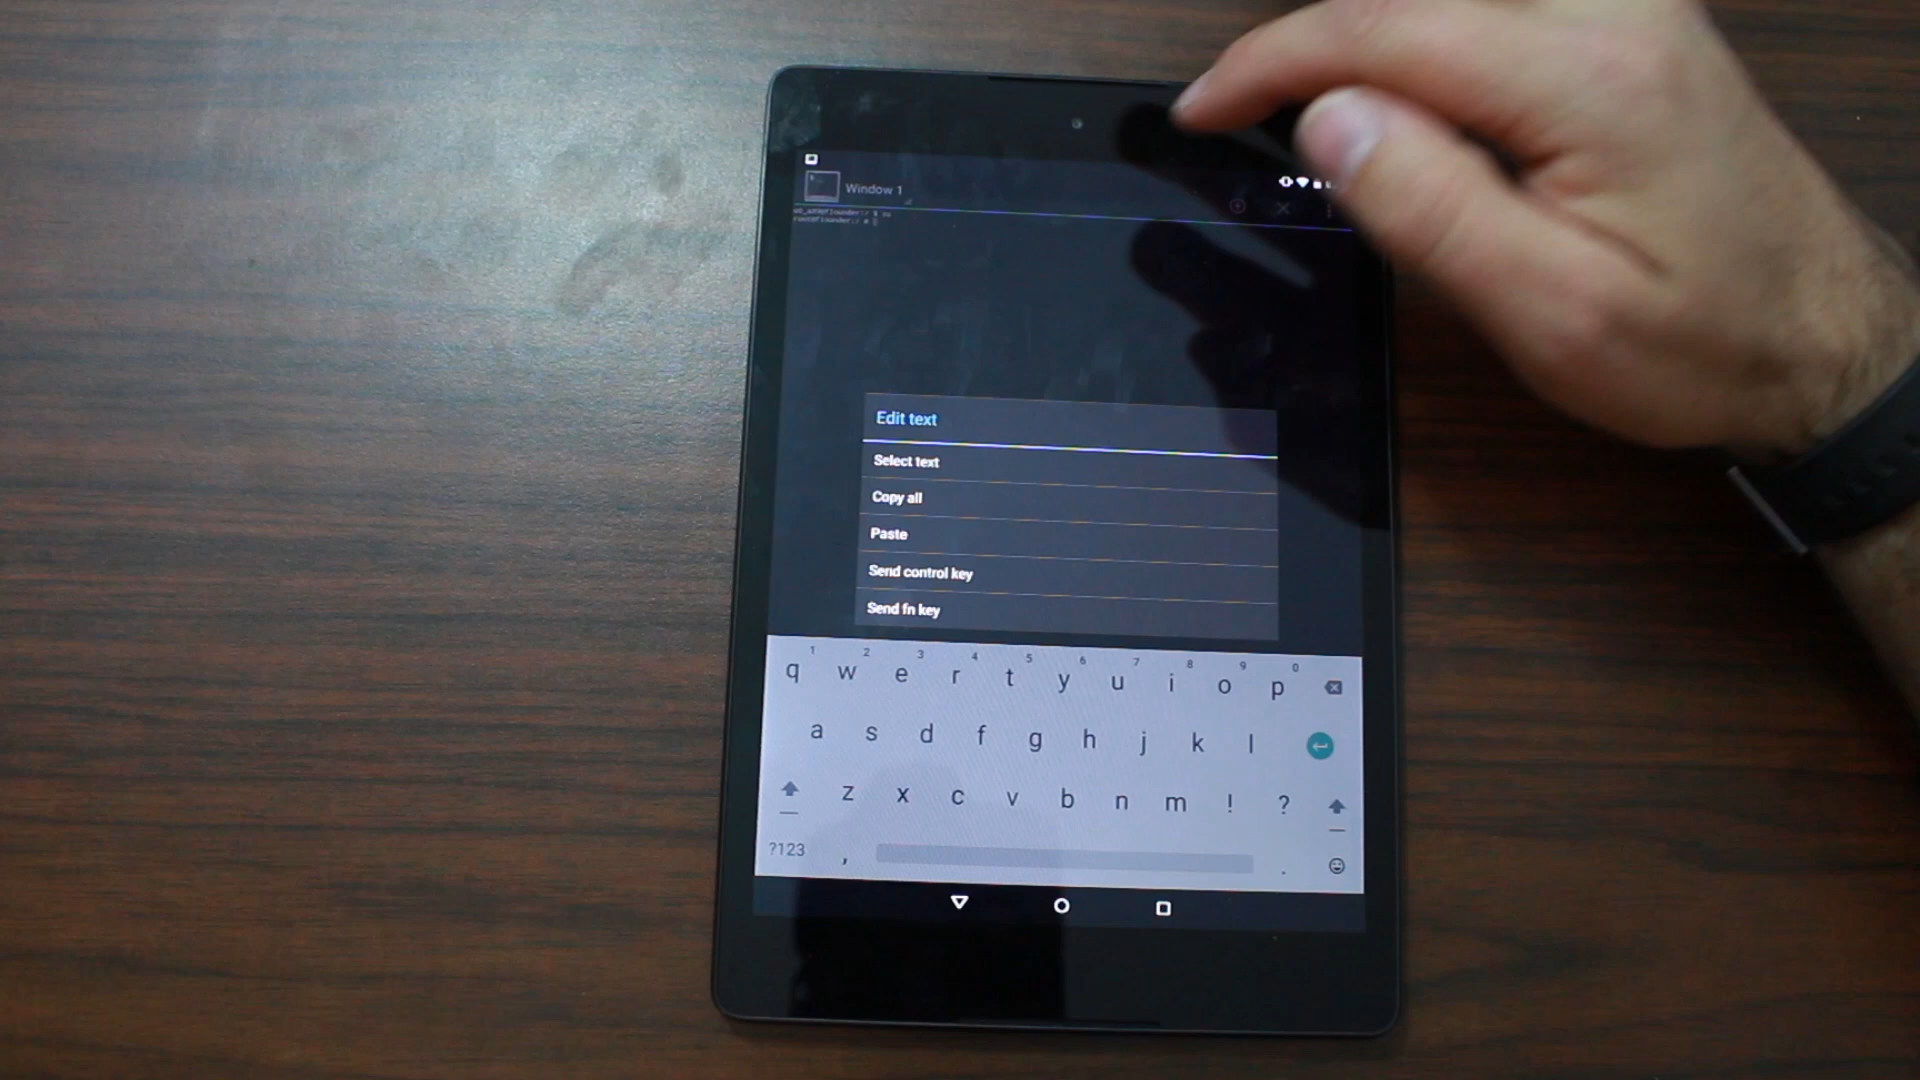 Window 1
Edit text
Select text
Copy all
Paste
Send control key
Send fn key
1 2 3 4 5 6 7 8 9 0
q w e r t y u i o p
a s d f g h j k l
z x c v b n m ! ?
?123 , .